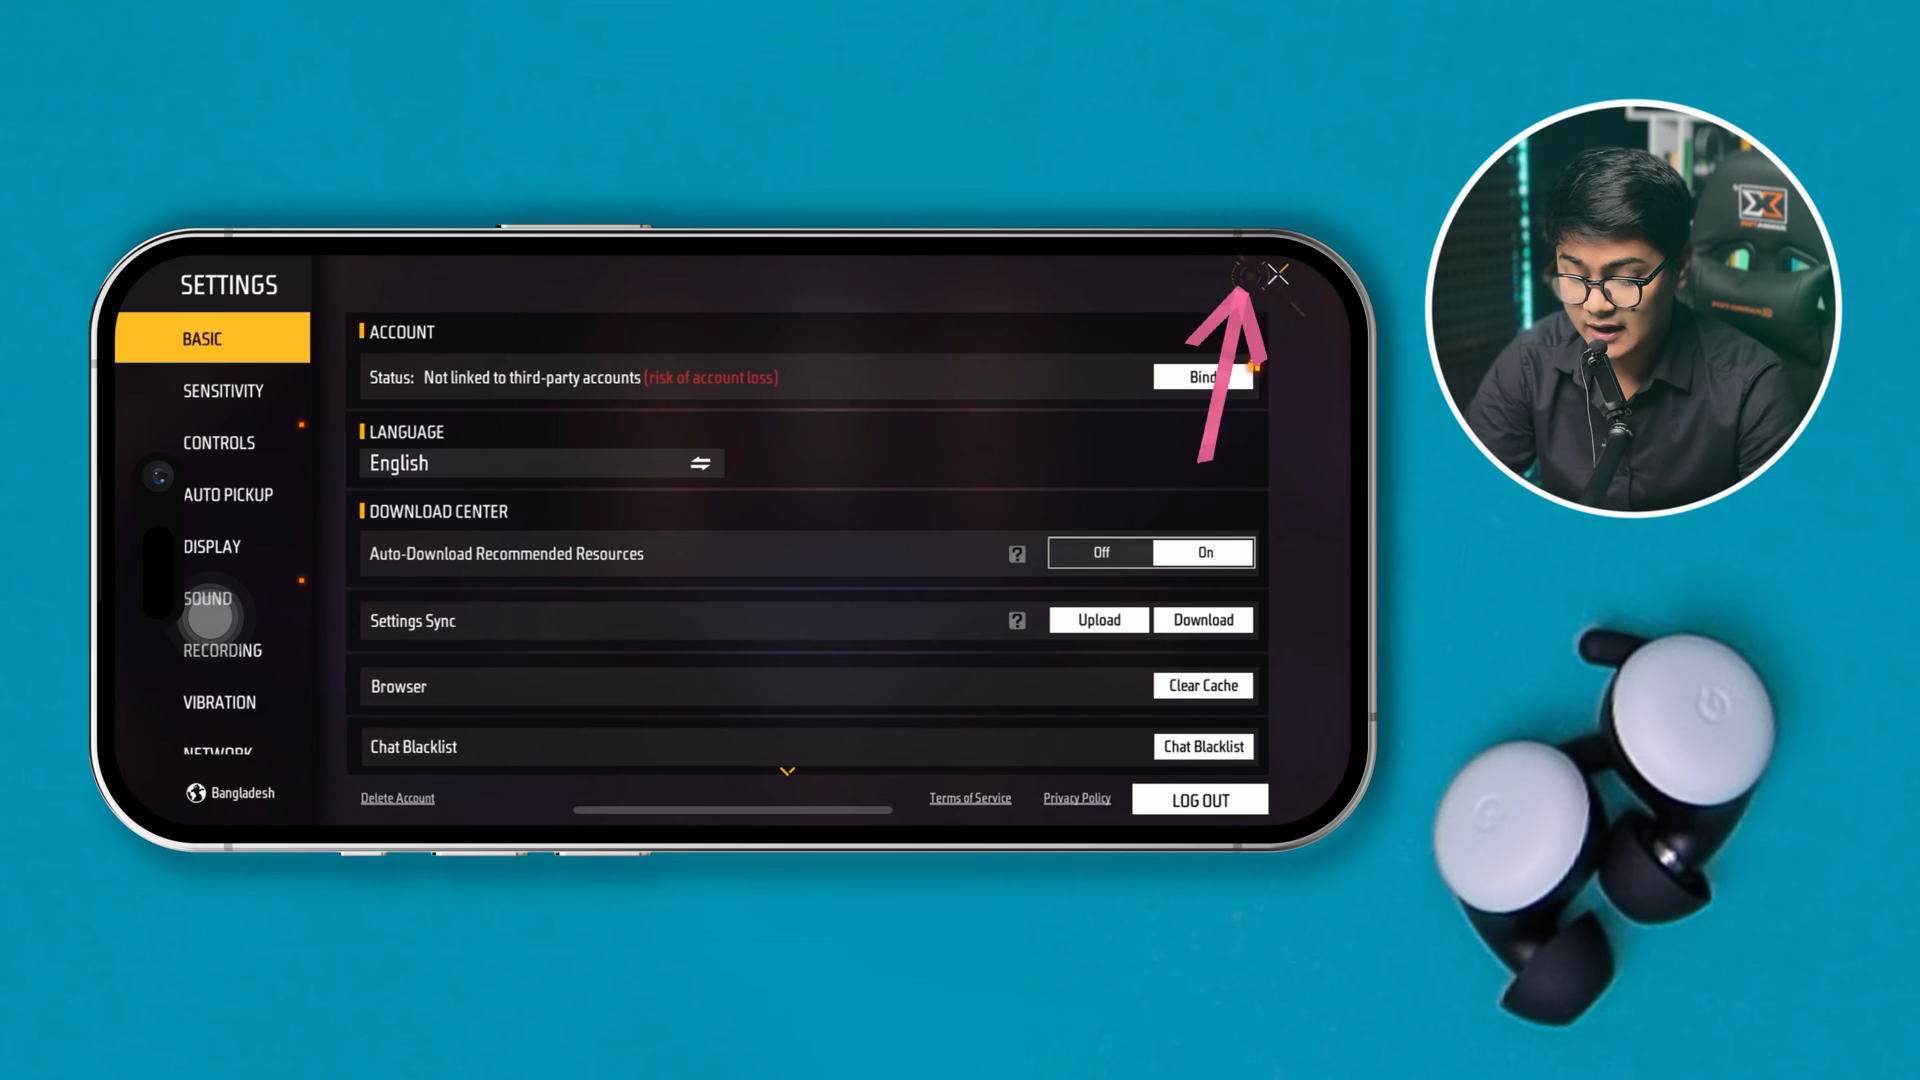 SETTINGS
BASIC
SENSITIVITY
CONTROLS
AUTO PICKUP
DISPLAY
SOUND
RECORDING
VIBRATION
NETWORK
Bangladesh
ACCOUNT
Status: Not linked to third-party accounts (risk of account loss)
Bind
LANGUAGE
English
DOWNLOAD CENTER
Auto-Download Recommended Resources ? Off On
Settings Sync ? Upload Download
Browser Clear Cache
Chat Blacklist Chat Blacklist
Delete Account
Terms of Service
Privacy Policy
LOG OUT